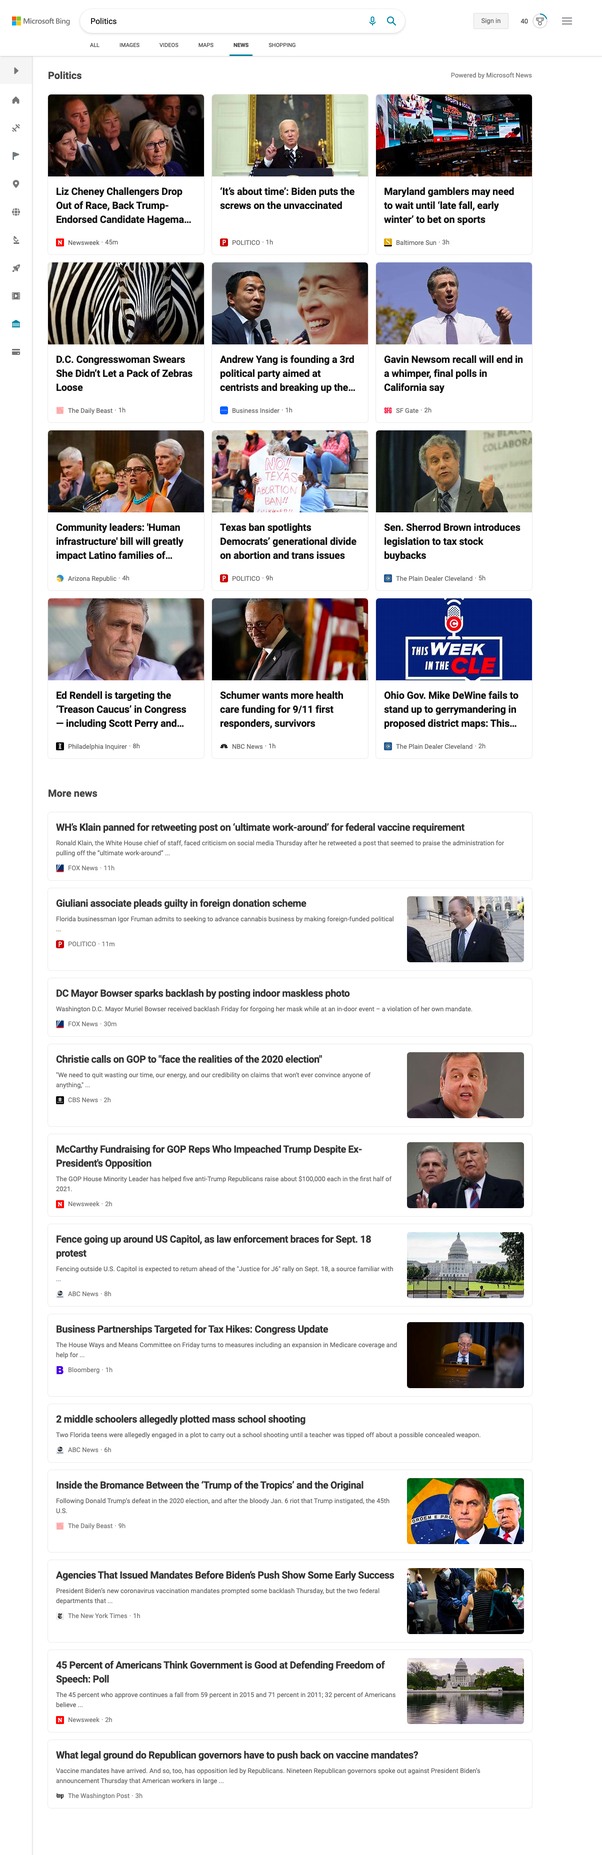 Microsoft Bing
Politics
Sign in
40
ALL IMAGES VIDEOS MAPS NEWS SHOPPING
Politics
Powered by Microsoft News
Liz Cheney Challengers Drop
Out of Race, Back Trump-
Endorsed Candidate Hagema...
Newsweek · 45m
'It's about time': Biden puts the
screws on the unvaccinated
POLITICO · 1h
Maryland gamblers may need
to wait until 'late fall, early
winter' to bet on sports
Baltimore Sun · 3h
D.C. Congresswoman Swears
She Didn't Let a Pack of Zebras
Loose
The Daily Beast · 1h
Andrew Yang is founding a 3rd
political party aimed at
centrists and breaking up the...
Business Insider · 1h
Gavin Newsom recall will end in
a whimper, final polls in
California say
SF Gate · 2h
Community leaders: 'Human
infrastructure' bill will greatly
impact Latino families of...
Arizona Republic · 4h
NO!!
TEXAS
ABORTION
BAN!!
Texas ban spotlights
Democrats' generational divide
on abortion and trans issues
POLITICO · 9h
COLLABORA
Sen. Sherrod Brown introduces
legislation to tax stock
buybacks
The Plain Dealer Cleveland · 5h
Ed Rendell is targeting the
'Treason Caucus' in Congress
— including Scott Perry and...
Philadelphia Inquirer · 8h
Schumer wants more health
care funding for 9/11 first
responders, survivors
NBC News · 1h
THIS WEEK
IN THE CLE
Ohio Gov. Mike DeWine fails to
stand up to gerrymandering in
proposed district maps: This...
The Plain Dealer Cleveland · 2h
More news
WH's Klain panned for retweeting post on 'ultimate work-around' for federal vaccine requirement
Ronald Klain, the White House chief of staff, faced criticism on social media Thursday after he retweeted a post that seemed to praise the administration for
pulling off the "ultimate work-around" ...
FOX News · 11h
Giuliani associate pleads guilty in foreign donation scheme
Florida businessman Igor Fruman admits to seeking to advance cannabis business by making foreign-funded political
...
POLITICO · 11m
DC Mayor Bowser sparks backlash by posting indoor maskless photo
Washington D.C. Mayor Muriel Bowser received backlash Friday for forgoing her mask while at an in-door event – a violation of her own mandate.
FOX News · 30m
Christie calls on GOP to "face the realities of the 2020 election"
"We need to quit wasting our time, our energy, and our credibility on claims that won't ever convince anyone of
anything," ...
CBS News · 2h
McCarthy Fundraising for GOP Reps Who Impeached Trump Despite Ex-
President's Opposition
The GOP House Minority Leader has helped five anti-Trump Republicans raise about $100,000 each in the first half of
2021.
Newsweek · 2h
Fence going up around US Capitol, as law enforcement braces for Sept. 18
protest
Fencing outside U.S. Capitol is expected to return ahead of the "Justice for J6" rally on Sept. 18, a source familiar with
...
ABC News · 8h
Business Partnerships Targeted for Tax Hikes: Congress Update
The House Ways and Means Committee on Friday turns to measures including an expansion in Medicare coverage and
help for ...
Bloomberg · 1h
2 middle schoolers allegedly plotted mass school shooting
Two Florida teens were allegedly engaged in a plot to carry out a school shooting until a teacher was tipped off about a possible concealed weapon.
ABC News · 6h
Inside the Bromance Between the 'Trump of the Tropics' and the Original
Following Donald Trump's defeat in the 2020 election, and after the bloody Jan. 6 riot that Trump instigated, the 45th
U.S.
The Daily Beast · 9h
Agencies That Issued Mandates Before Biden's Push Show Some Early Success
President Biden's new coronavirus vaccination mandates prompted some backlash Thursday, but the two federal
departments that ...
The New York Times · 1h
45 Percent of Americans Think Government is Good at Defending Freedom of
Speech: Poll
The 45 percent who approve continues a fall from 59 percent in 2015 and 71 percent in 2011; 32 percent of Americans
believe ...
Newsweek · 2h
What legal ground do Republican governors have to push back on vaccine mandates?
Vaccine mandates have arrived. And so, too, has opposition led by Republicans. Nineteen Republican governors spoke out against President Biden's
announcement Thursday that American workers in large ...
The Washington Post · 3h